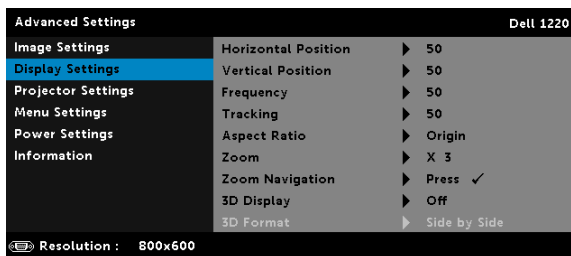 Advanced Settings Dell 1220
Image Settings Horizontal Position 50
Display Settings Vertical Position 50
Projector Settings Frequency 50
Menu Settings Tracking 50
Power Settings Aspect Ratio Origin
Information Zoom X 3
Zoom Navigation Press ✓
3D Display Off
3D Format Side by Side
Resolution : 800x600